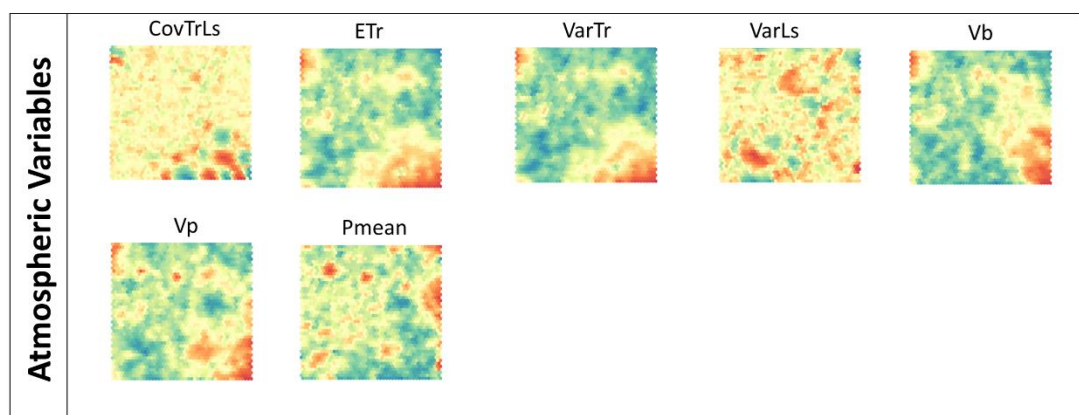 Atmospheric Variables
CovTrLs
ETr
VarTr
VarLs
Vb
Vp
Pmean